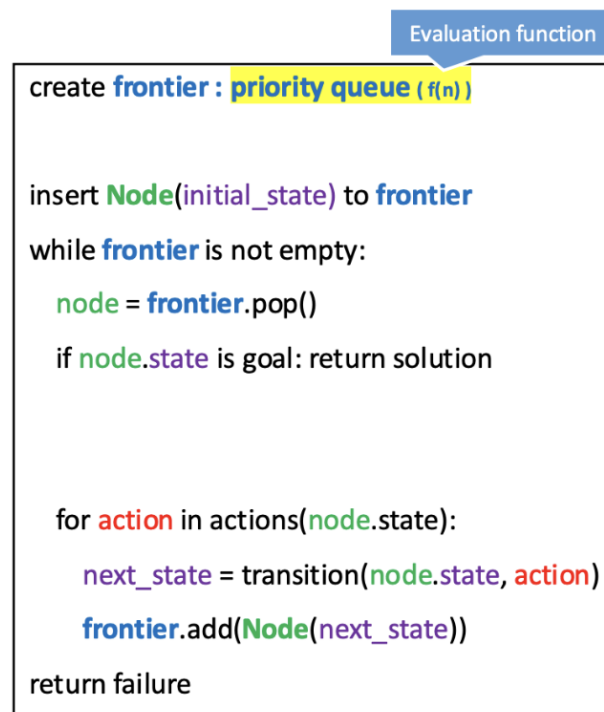 Evaluation function
create frontier : priority queue ( f(n) )
insert Node(initial_state) to frontier
while frontier is not empty:
node = frontier.pop()
if node.state is goal: return solution
for action in actions(node.state):
next_state = transition(node.state, action)
frontier.add(Node(next_state))
return failure